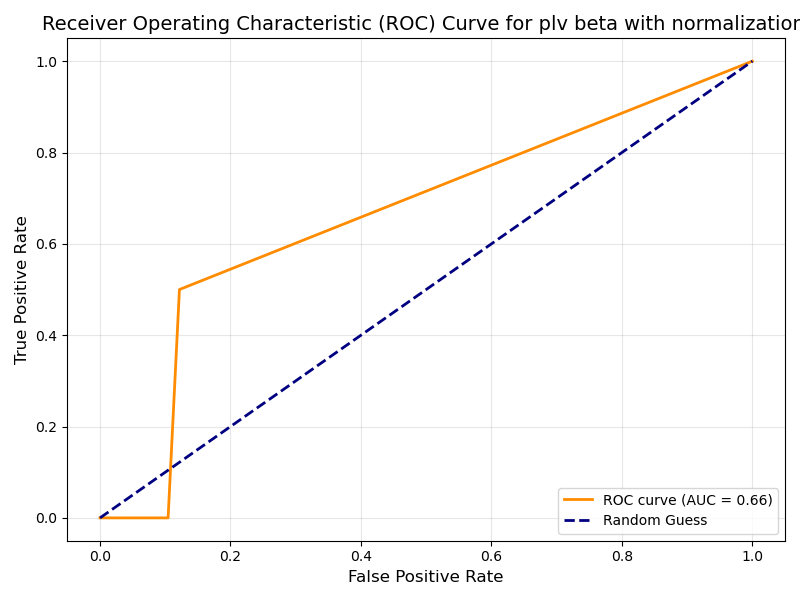 Receiver Operating Characteristic (ROC) Curve for plv beta with normalization
True Positive Rate
1.0
0.8
0.6
0.4
0.2
0.0
ROC curve (AUC = 0.66)
Random Guess
0.0 0.2 0.4 0.6 0.8 1.0
False Positive Rate